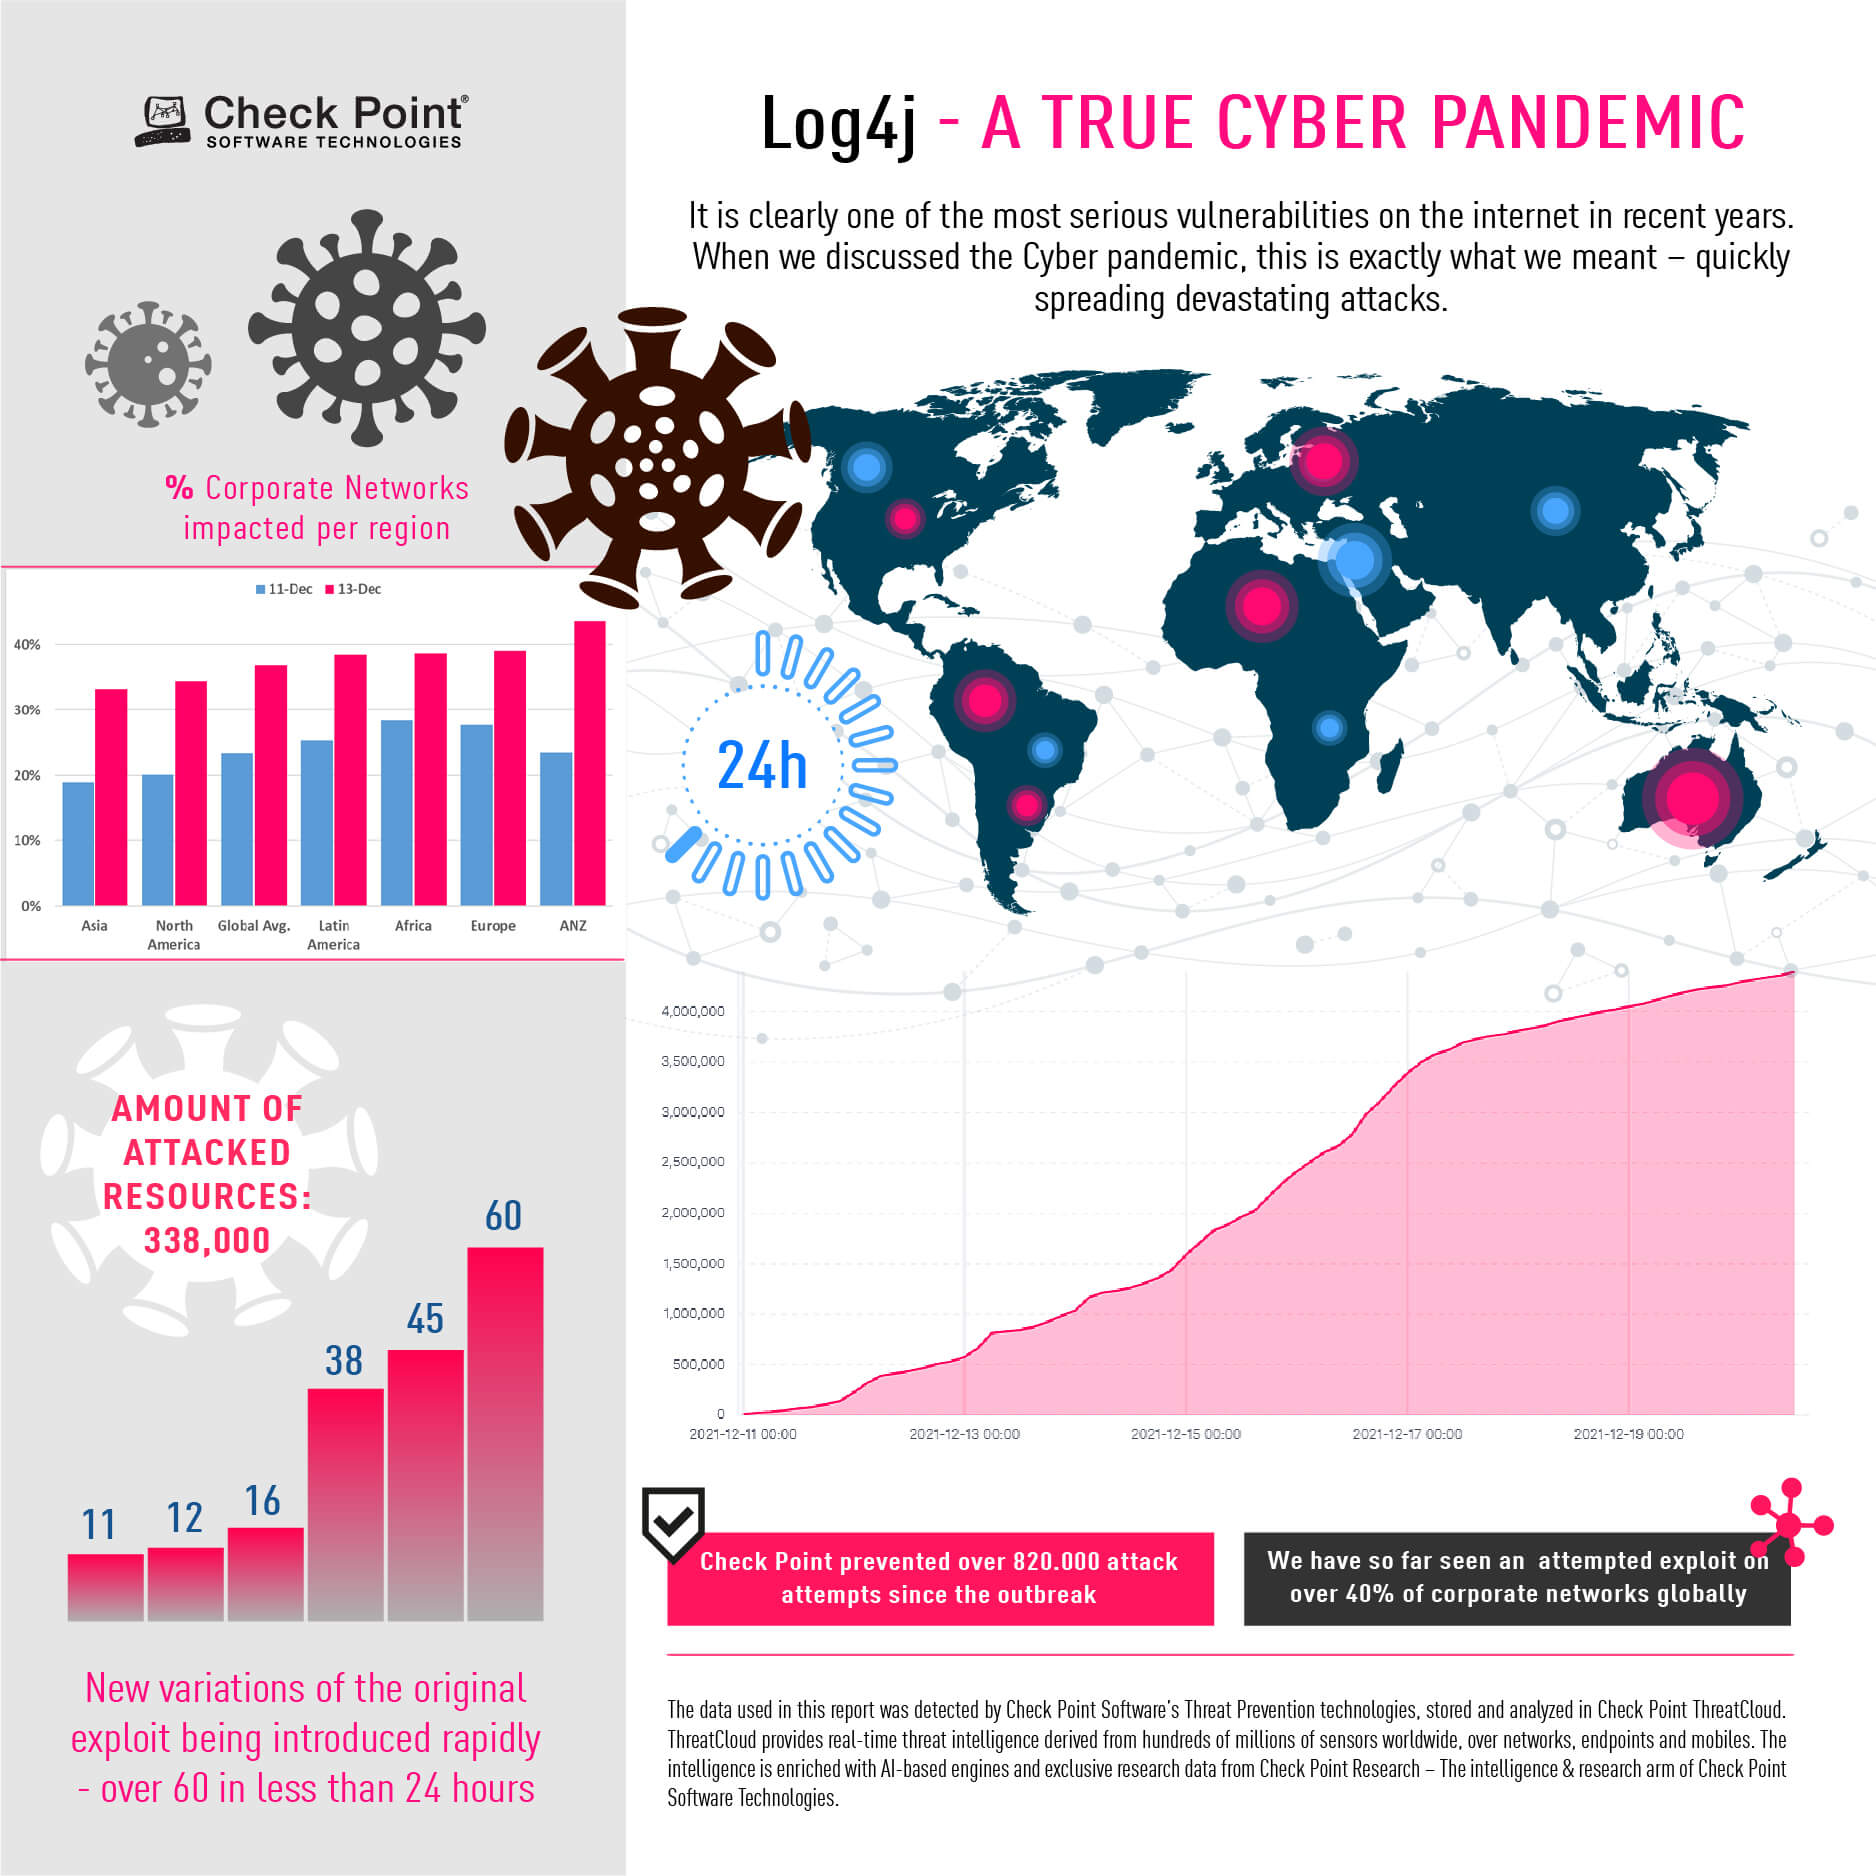 Check Point®
SOFTWARE TECHNOLOGIES
% Corporate Networks
impacted per region
11-Dec 13-Dec
40%
30%
20%
10%
0%
Asia North Global Avg. Latin Africa Europe ANZ
America America
AMOUNT OF
ATTACKED
RESOURCES:
338,000
11 12 16 38 45 60
New variations of the original
exploit being introduced rapidly
- over 60 in less than 24 hours
Log4j - A TRUE CYBER PANDEMIC
It is clearly one of the most serious vulnerabilities on the internet in recent years.
When we discussed the Cyber pandemic, this is exactly what we meant – quickly
spreading devastating attacks.
24h
4,000,000
3,500,000
3,000,000
2,500,000
2,000,000
1,500,000
1,000,000
500,000
0
2021-12-11 00:00 2021-12-13 00:00 2021-12-15 00:00 2021-12-17 00:00 2021-12-19 00:00
Check Point prevented over 820.000 attack
attempts since the outbreak
We have so far seen an attempted exploit on
over 40% of corporate networks globally
The data used in this report was detected by Check Point Software's Threat Prevention technologies, stored and analyzed in Check Point ThreatCloud.
ThreatCloud provides real-time threat intelligence derived from hundreds of millions of sensors worldwide, over networks, endpoints and mobiles. The
intelligence is enriched with AI-based engines and exclusive research data from Check Point Research – The intelligence & research arm of Check Point
Software Technologies.